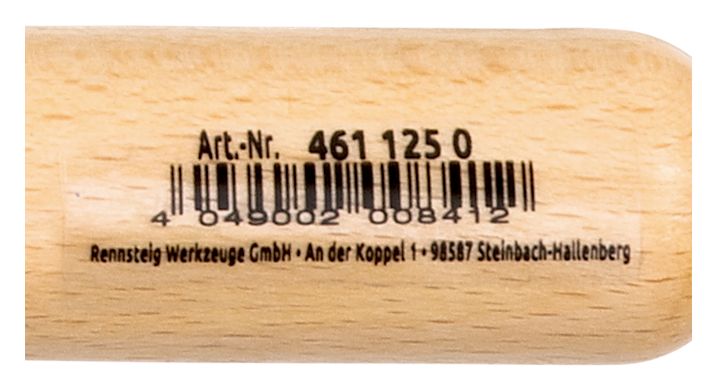 Art.-Nr. 461 125 0
4 049002 008412
Rennsteig Werkzeuge GmbH • An der Koppel 1 • 98587 Steinbach-Hallenberg